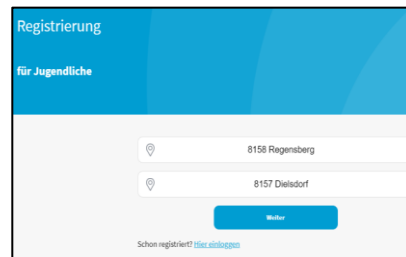 Registrierung
für Jugendliche
8158 Regensberg
8157 Dielsdorf
Weiter
Schon registriert? Hier einloggen